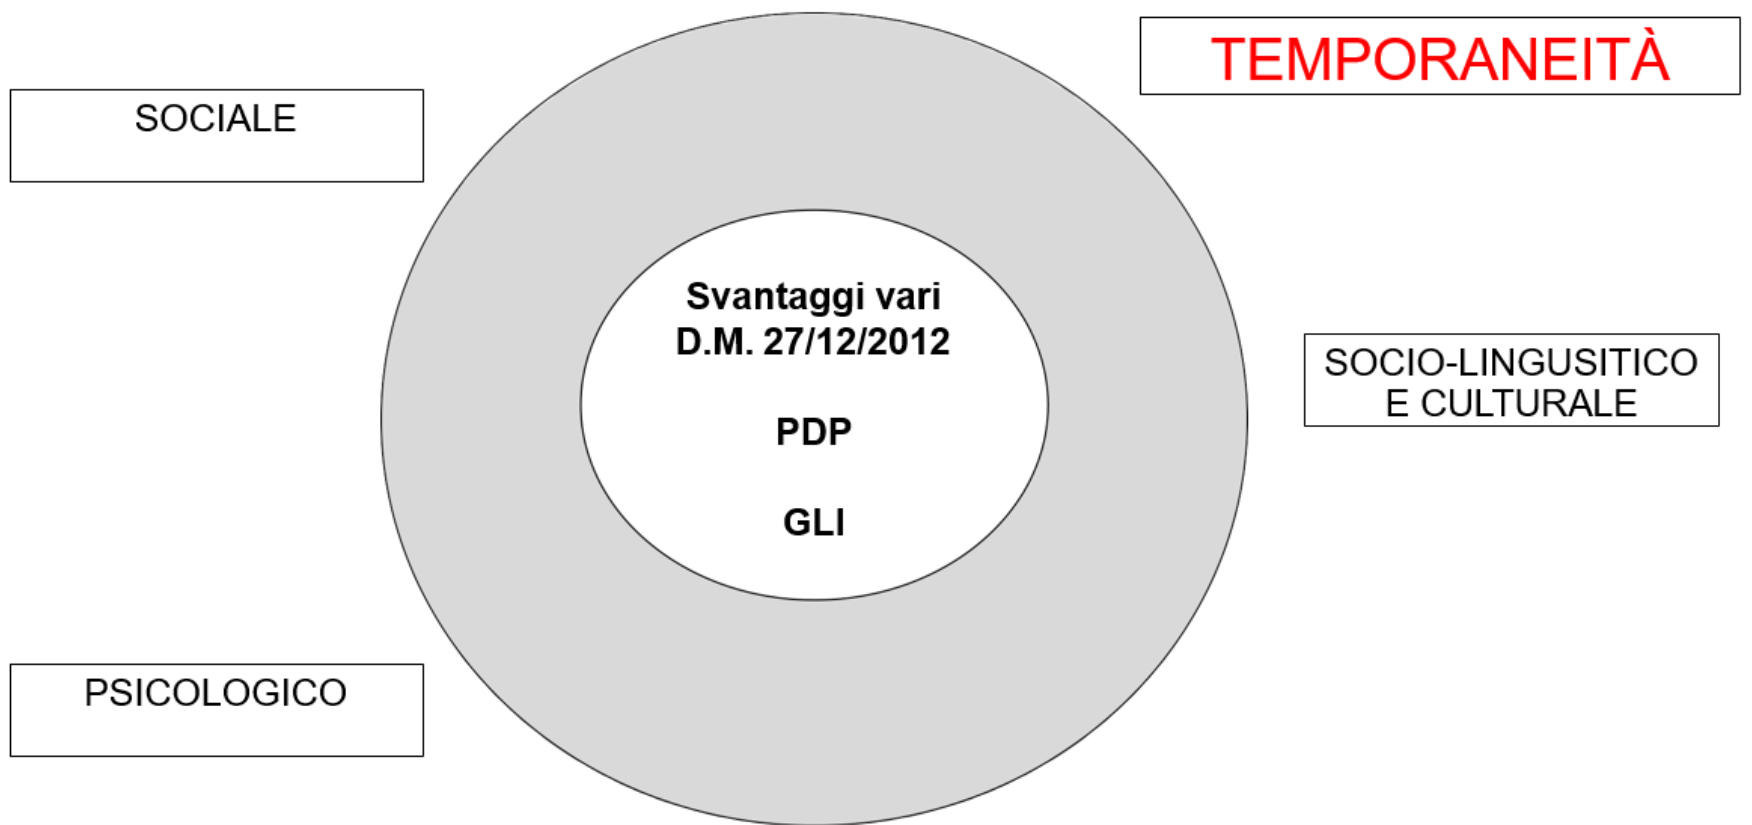 TEMPORANEITÀ
SOCIALE
Svantaggi vari
D.M. 27/12/2012
PDP
GLI
SOCIO-LINGUSITICO
E CULTURALE
PSICOLOGICO